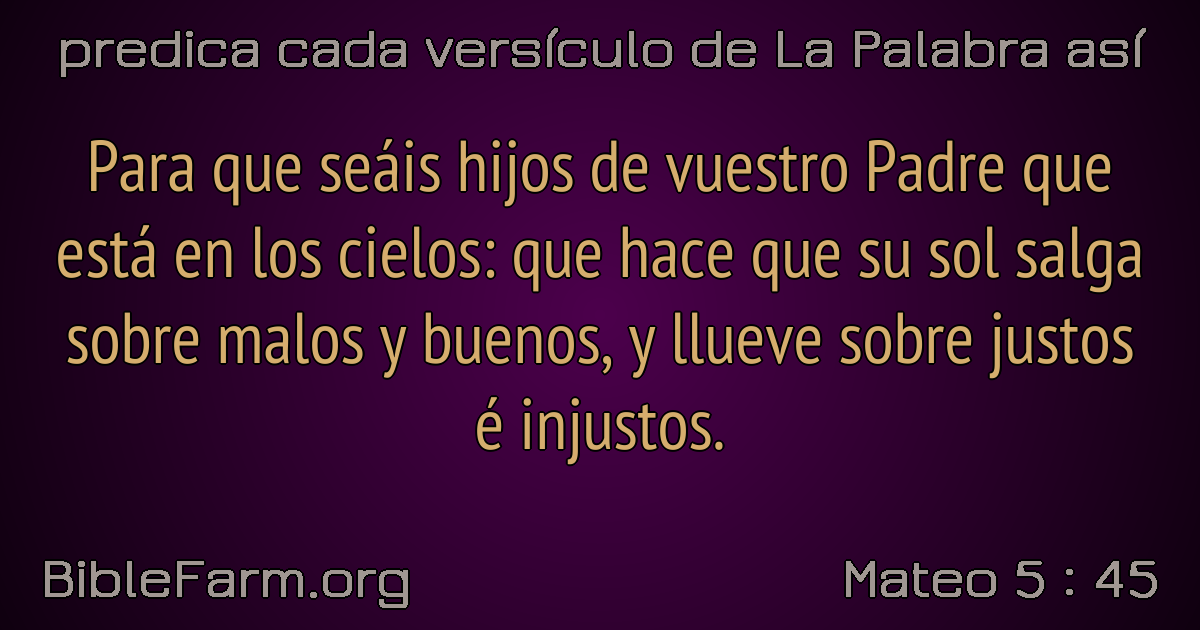 predica cada versículo de La Palabra así
Para que seáis hijos de vuestro Padre que
está en los cielos: que hace que su sol salga
sobre malos y buenos, y llueve sobre justos
é injustos.
BibleFarm.org
Mateo 5 : 45